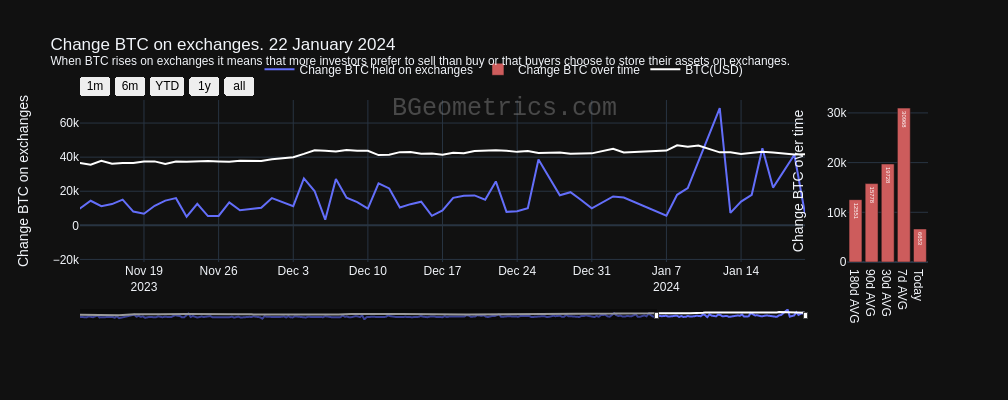 Change BTC on exchanges. 22 January 2024
When BTC rises on exchanges it means that more investors prefer to sell than buy or that buyers choose to store their assets on exchanges.
Change BTC held on exchanges Change BTC over time BTC(USD)
1m 6m YTD 1y all
BGeometrics.com
Change BTC on exchanges
60k
40k
20k
0
−20k
Nov 19 Nov 26 Dec 3 Dec 10 Dec 17 Dec 24 Dec 31 Jan 7 Jan 14
2023 2024
Change BTC over time
30k
20k
10k
0
12551 15778 19728 30968
180d AVG 90d AVG 30d AVG 7d AVG Today